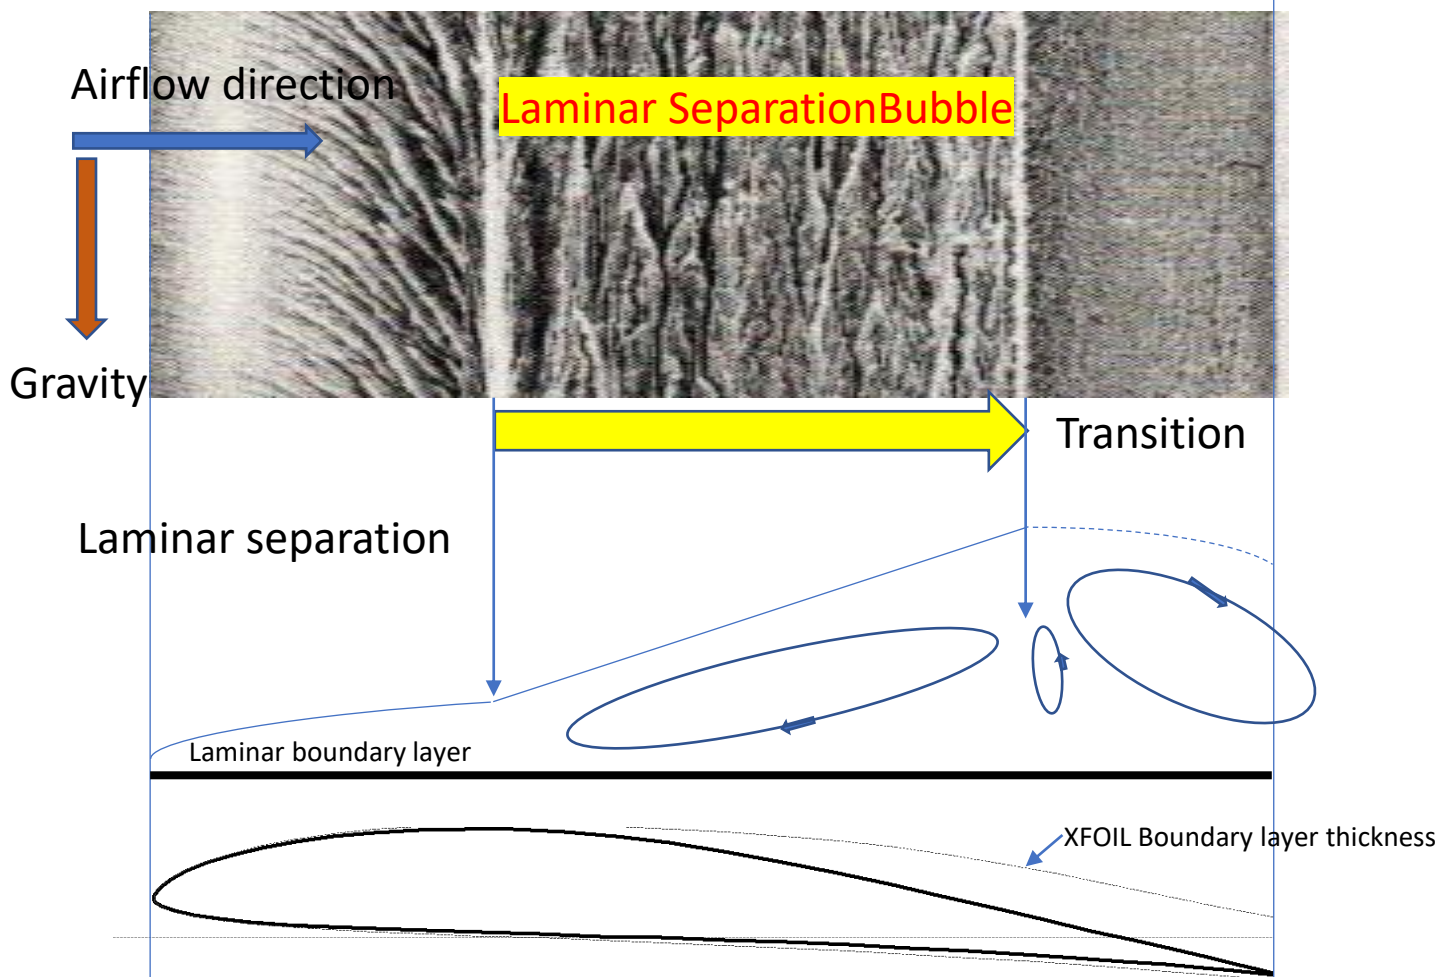 Airflow direction
Laminar SeparationBubble
Gravity
Transition
Laminar separation
Laminar boundary layer
XFOIL Boundary layer thickness